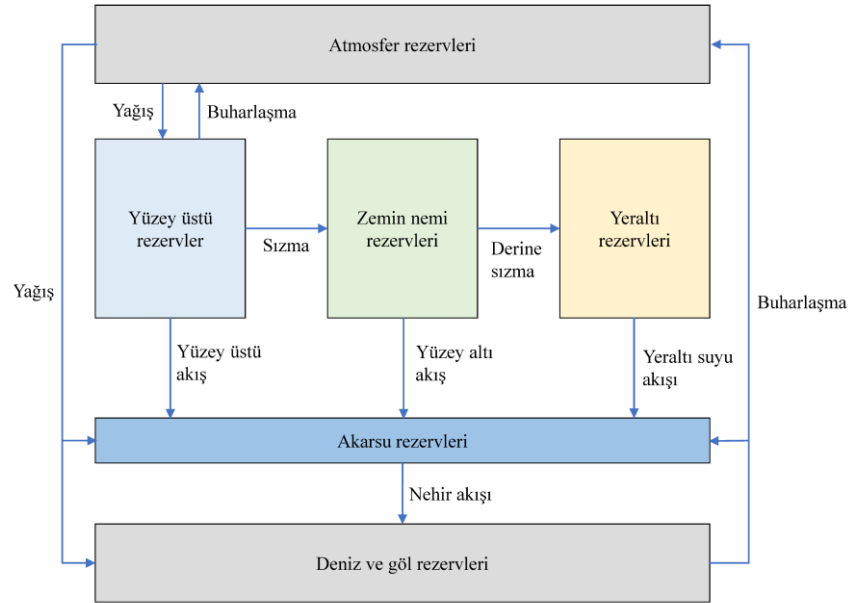 Atmosfer rezervleri
Yağış
Buharlaşma
Yüzey üstü
rezervler
Sızma
Zemin nemi
rezervleri
Derine
sızma
Yeraltı
rezervleri
Yağış
Buharlaşma
Yüzey üstü
akış
Yüzey altı
akış
Yeraltı suyu
akışı
Akarsu rezervleri
Nehir akışı
Deniz ve göl rezervleri